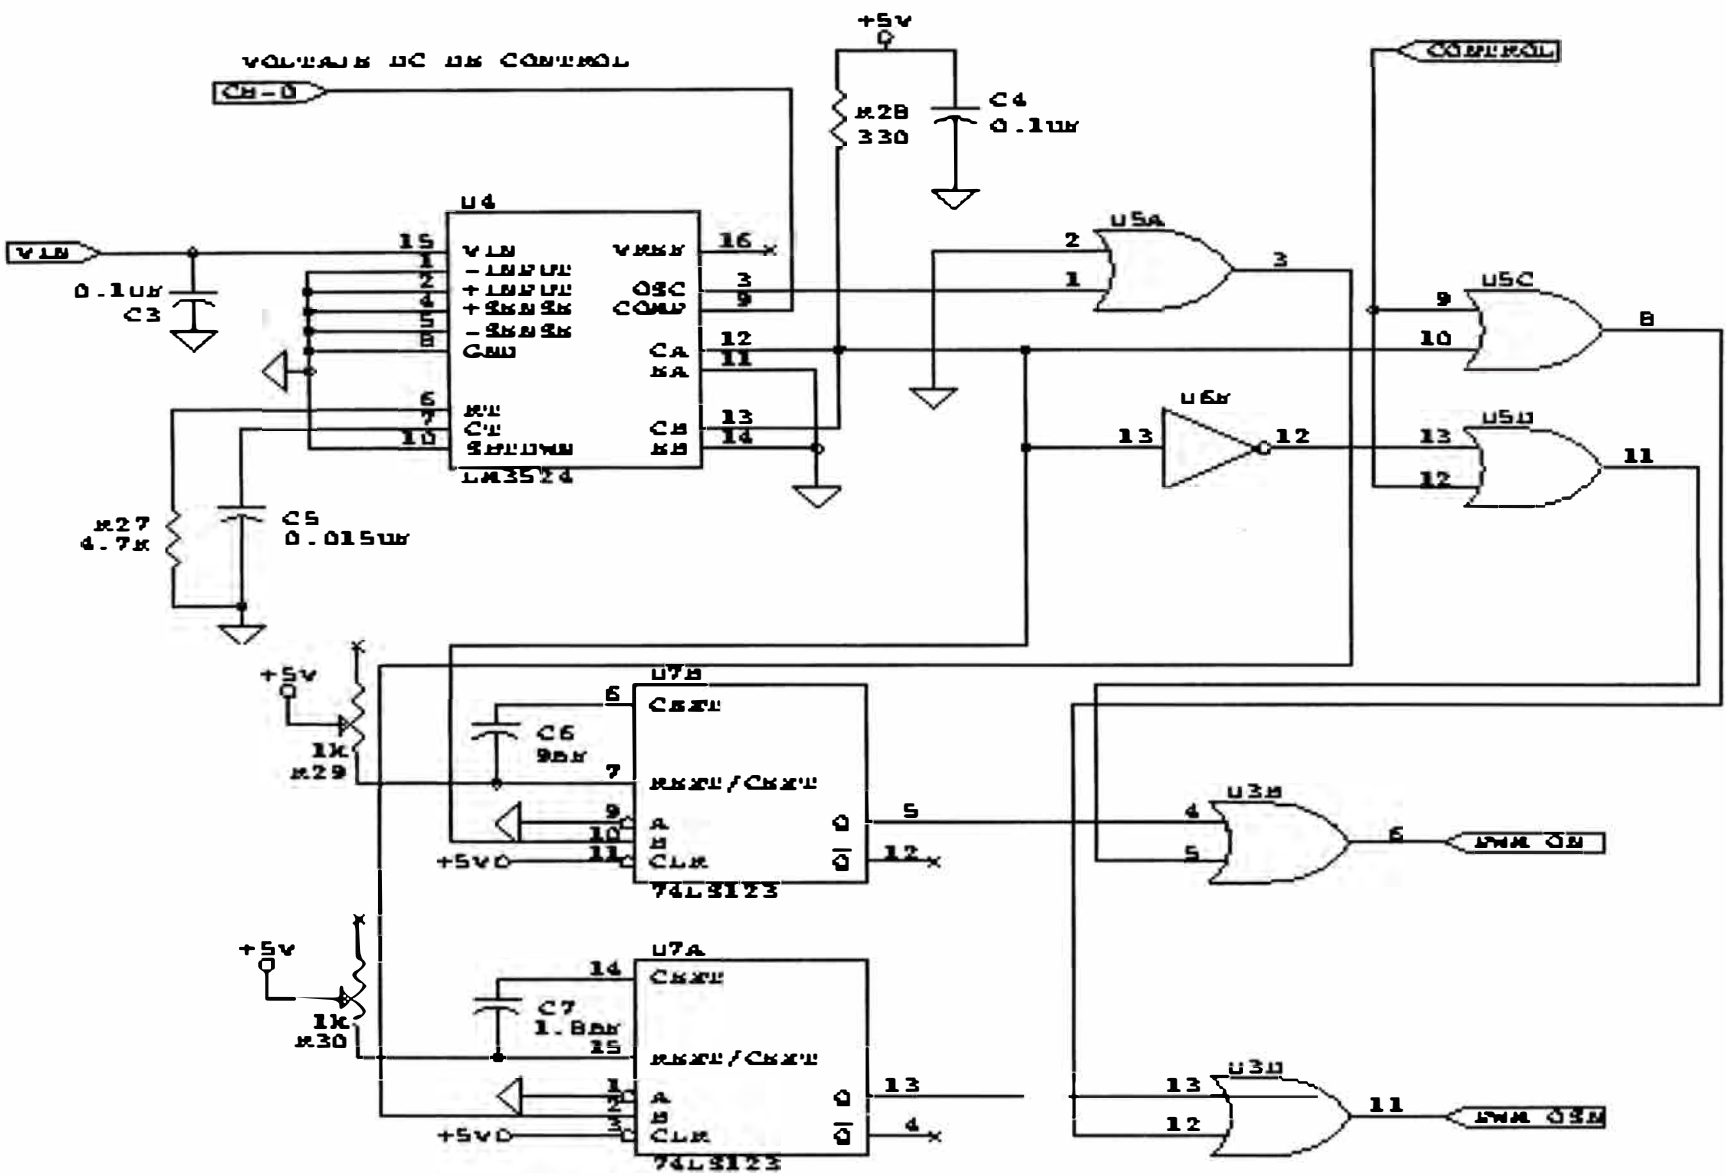 +5V
VOLTAJE DC DE CONTROL
CONTROL
CH-0
R28
330
C4
0.1uF
U4
VIN
15
VIN
VREF
16
1
-INPUT
2
+INPUT
OSC
3
4
+SENSE
COMP
9
5
-SENSE
8
GND
CA
12
EA
11
6
RT
7
CT
CB
13
10
SHTDWN
EB
14
LM3524
0.1uF
C3
R27
4.7K
C5
0.015uF
U5A
2
1
3
U5C
9
10
8
U6F
13
12
U5D
13
12
11
+5V
1k
R29
C6
9nF
U7B
6
CEXT
7
REXT/CEXT
9
A
10
B
11
CLR
+5V
Q
5
Q
12
74LS123
U3B
4
5
6
PWM ON
+5V
1k
R30
C7
1.8nF
U7A
14
CEXT
15
REXT/CEXT
1
A
2
B
3
CLR
+5V
Q
13
Q
4
74LS123
U3D
13
12
11